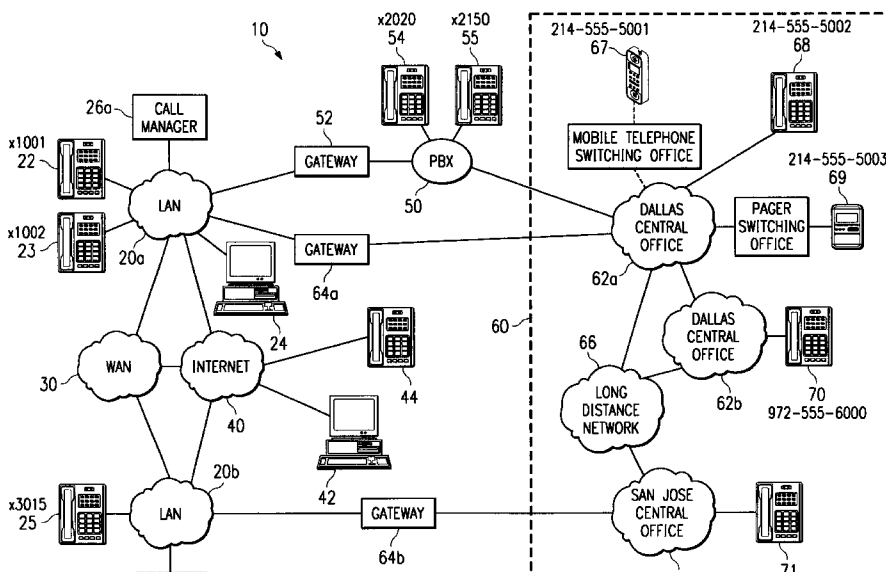 10
x2020
54
x2150
55
214-555-5001
67
214-555-5002
68
26a
CALL
MANAGER
x1001
22
52
GATEWAY
PBX
50
MOBILE TELEPHONE
SWITCHING OFFICE
214-555-5003
69
LAN
x1002
23
20a
GATEWAY
64a
DALLAS
CENTRAL
OFFICE
62a
PAGER
SWITCHING
OFFICE
24
60
WAN
30
INTERNET
40
44
66
DALLAS
CENTRAL
OFFICE
62b
70
972-555-6000
LONG
DISTANCE
NETWORK
42
20b
x3015
25
LAN
GATEWAY
64b
SAN JOSE
CENTRAL
OFFICE
71